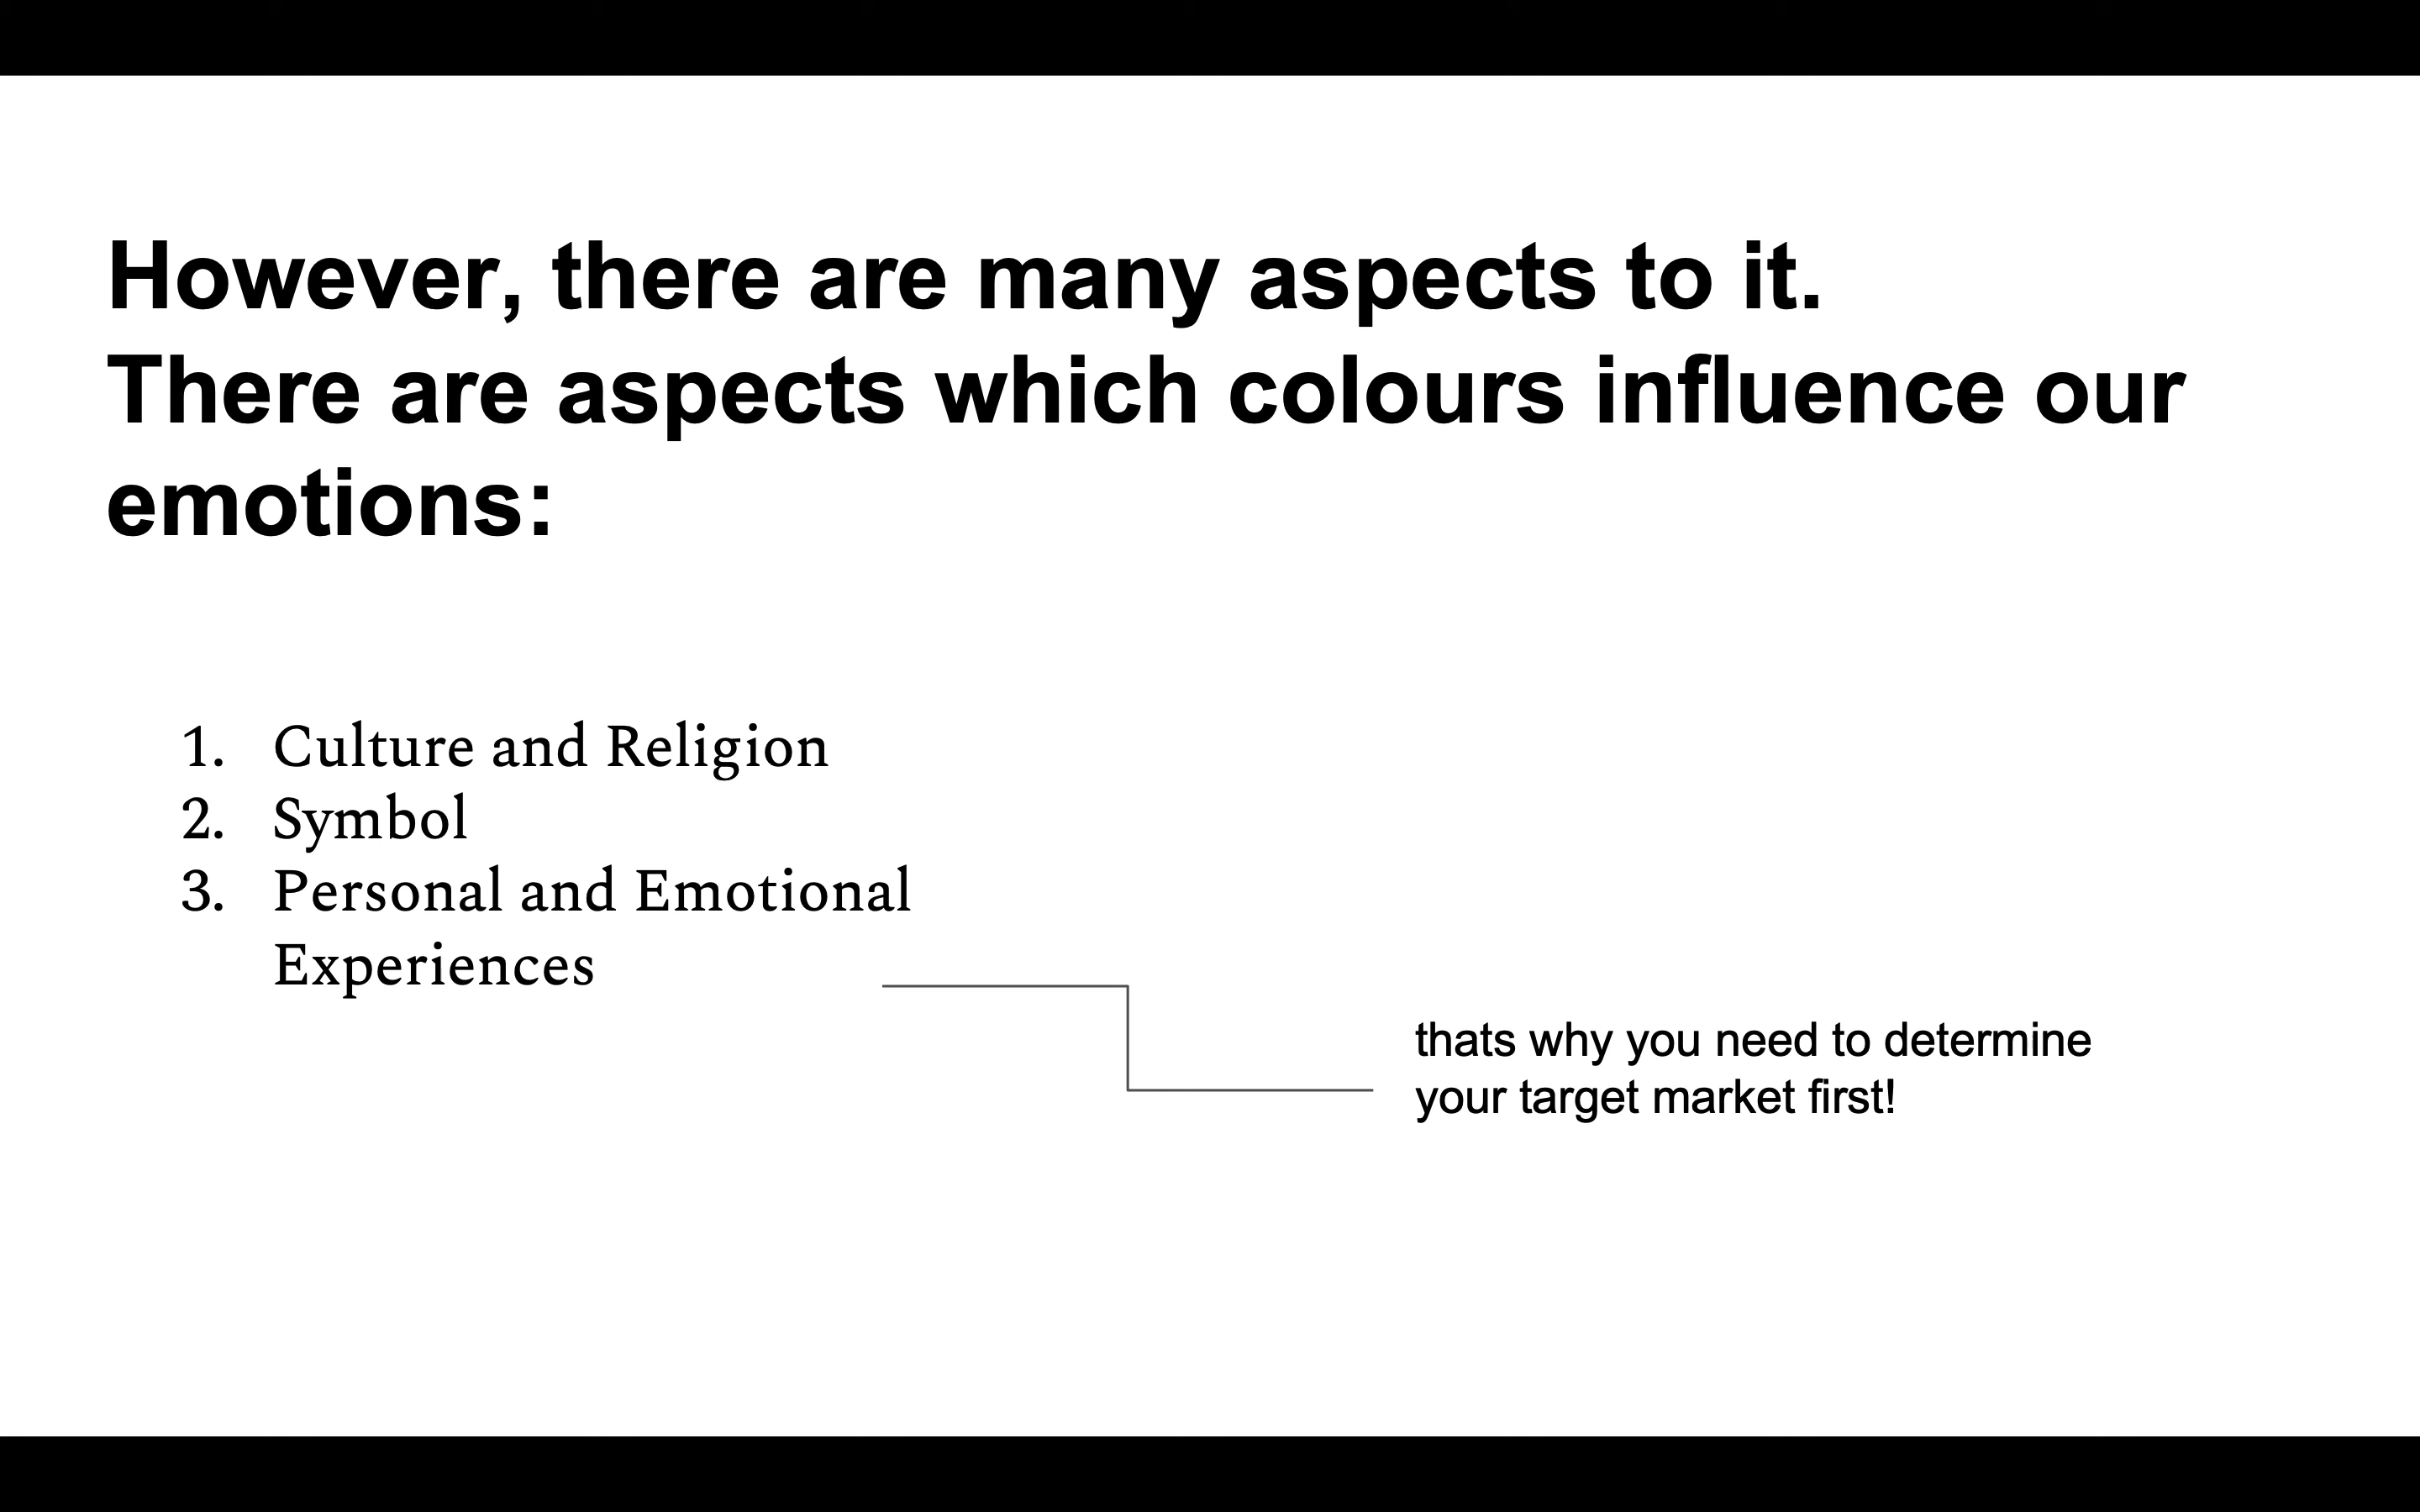 However, there are many aspects to it.
There are aspects which colours influence our
emotions:
1. Culture and Religion
2. Symbol
3. Personal and Emotional
Experiences
thats why you need to determine
your target market first!